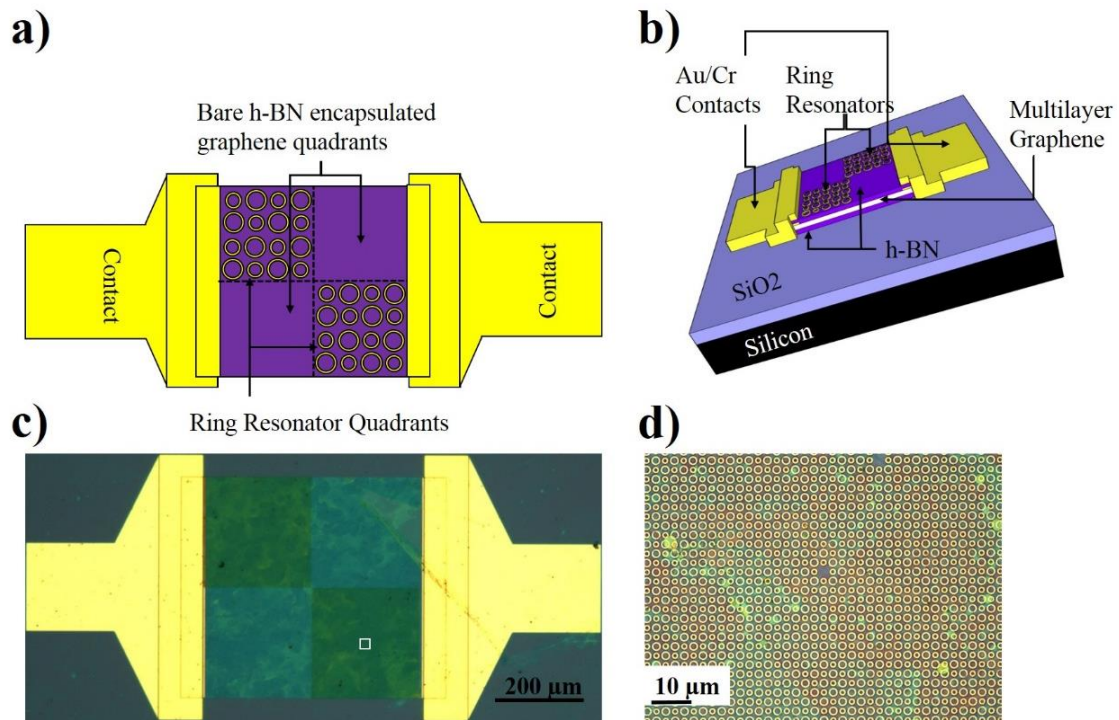 a)
Bare h-BN encapsulated
graphene quadrants
Contact
Contact
Ring Resonator Quadrants
b)
Au/Cr
Contacts
Ring
Resonators
Multilayer
Graphene
h-BN
SiO2
Silicon
c)
200 µm
d)
10 µm